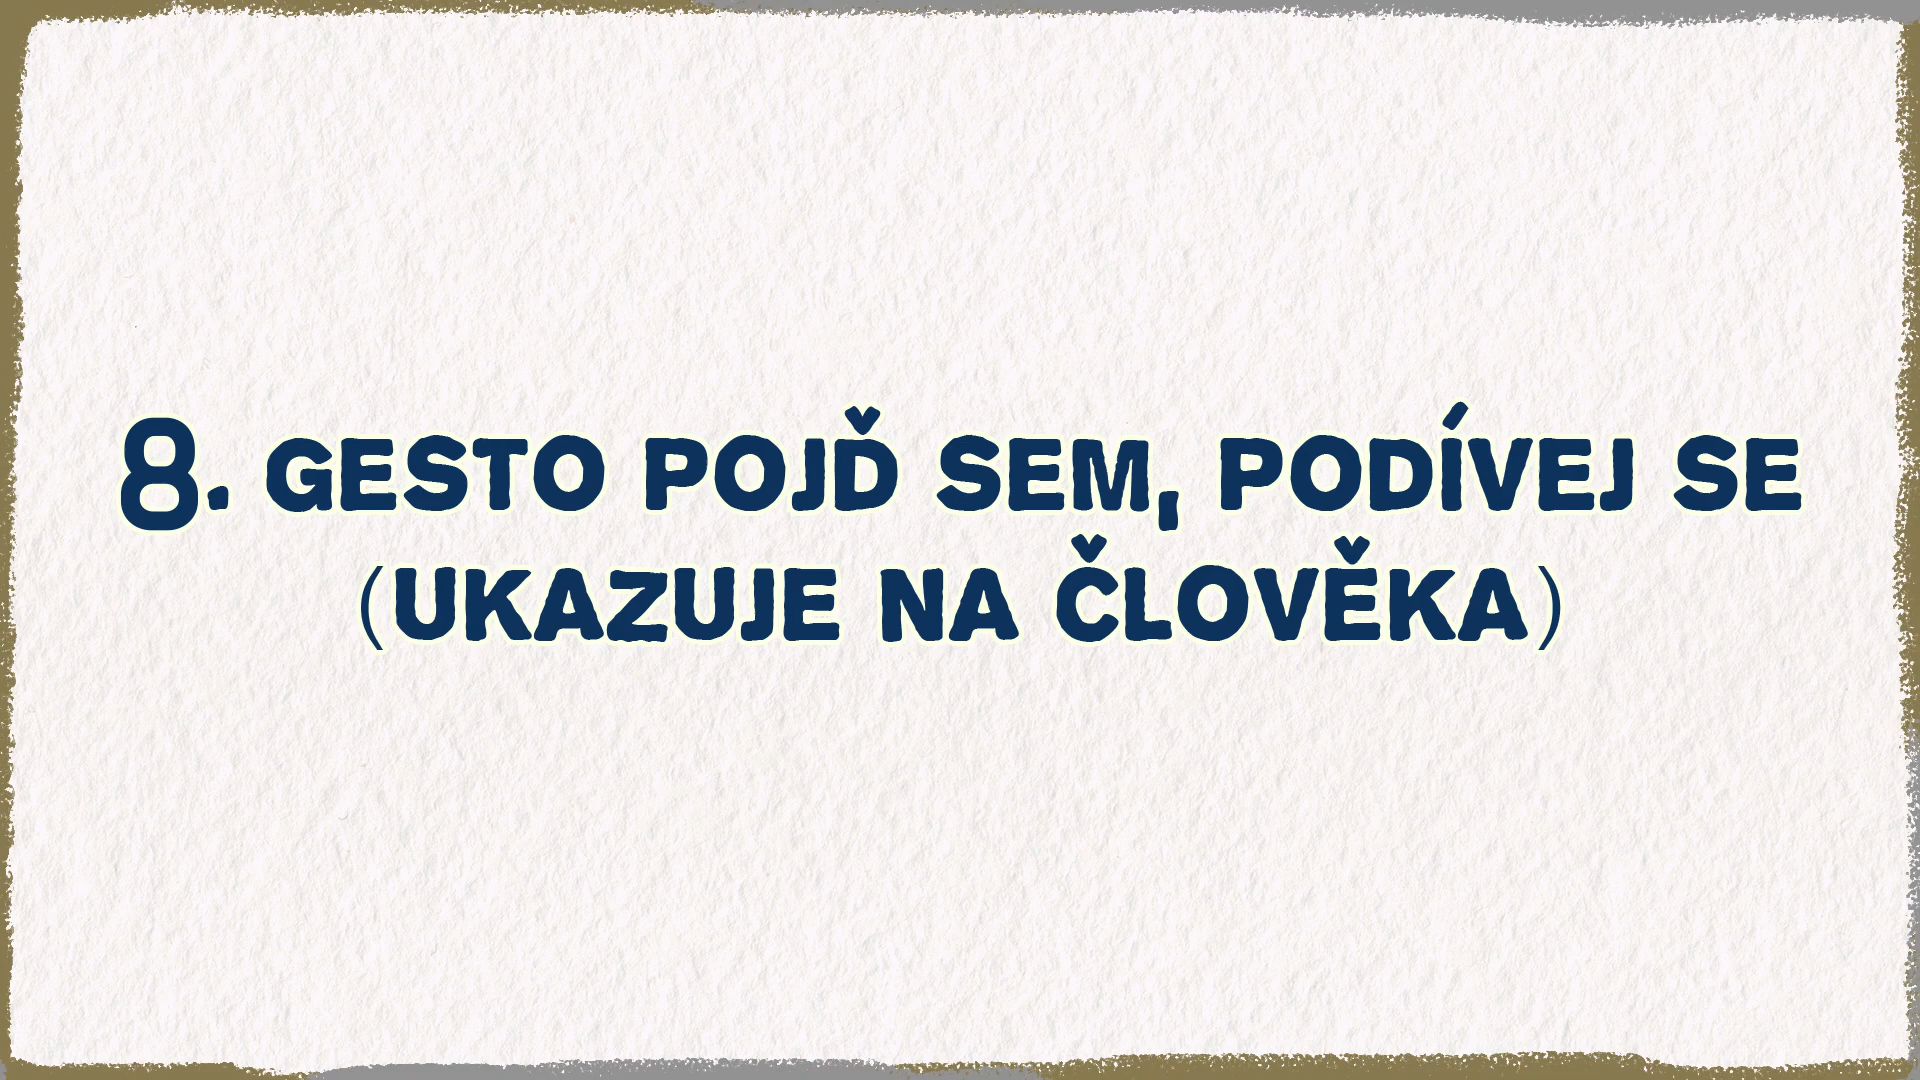 8. GESTO POJĎ SEM, PODÍVEJ SE
(UKAZUJE NA ČLOVĚKA)